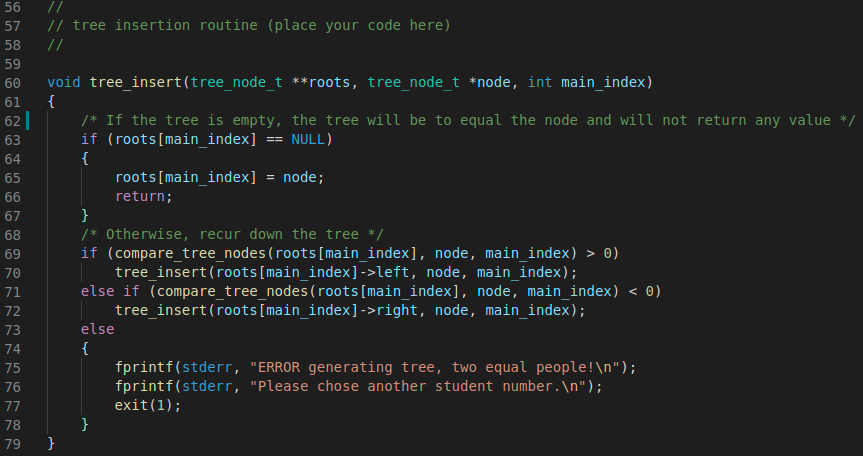 56 //
57 // tree insertion routine (place your code here)
58 //
59
60 void tree_insert(tree_node_t **roots, tree_node_t *node, int main_index)
61 {
62 /* If the tree is empty, the tree will be to equal the node and will not return any value */
63 if (roots[main_index] == NULL)
64 {
65 roots[main_index] = node;
66 return;
67 }
68 /* Otherwise, recur down the tree */
69 if (compare_tree_nodes(roots[main_index], node, main_index) > 0)
70 tree_insert(roots[main_index]->left, node, main_index);
71 else if (compare_tree_nodes(roots[main_index], node, main_index) < 0)
72 tree_insert(roots[main_index]->right, node, main_index);
73 else
74 {
75 fprintf(stderr, "ERROR generating tree, two equal people!\n");
76 fprintf(stderr, "Please chose another student number.\n");
77 exit(1);
78 }
79 }